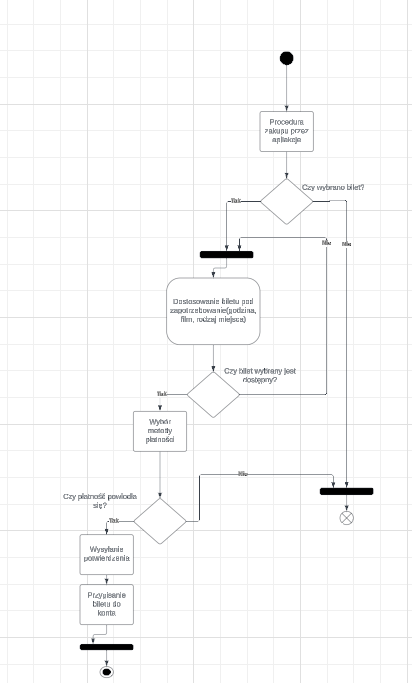 Procedura
zakupu przez
aplikację
Czy wybrano bilet?
Tak
Nie
Nie
Dostosowanie biletu pod
zapotrzebowanie(godzina,
film, rodzaj miejsca)
Czy bilet wybrany jest
dostępny?
Tak
Wybór
metody
płatności
Nie
Czy płatność powiodła
się?
Tak
Wysyłanie
potwierdzenia
Przypisanie
biletu do
konta